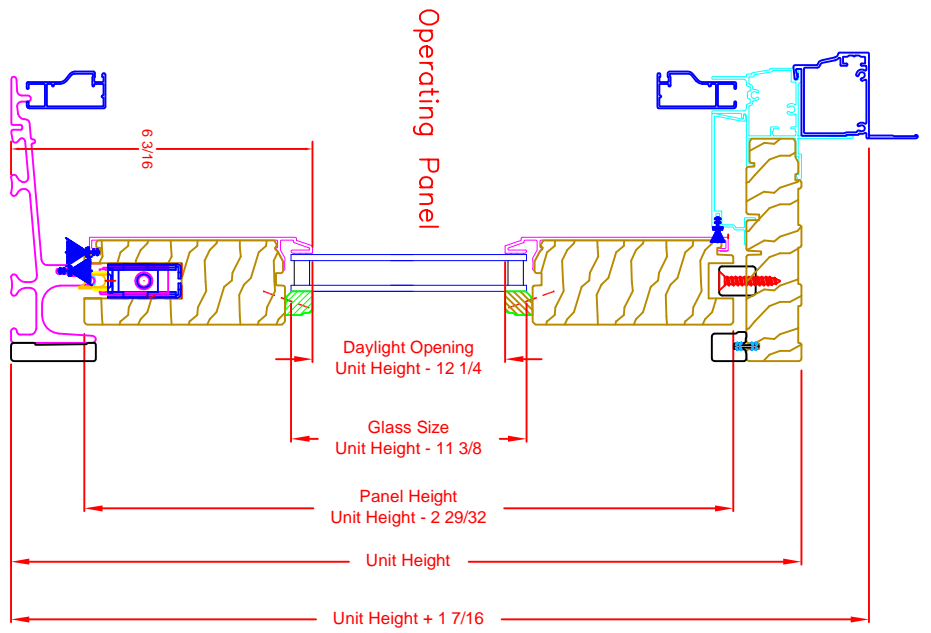 Operating Panel
6 3/16
Daylight Opening
Unit Height - 12 1/4
Glass Size
Unit Height - 11 3/8
Panel Height
Unit Height - 2 29/32
Unit Height
Unit Height + 1 7/16